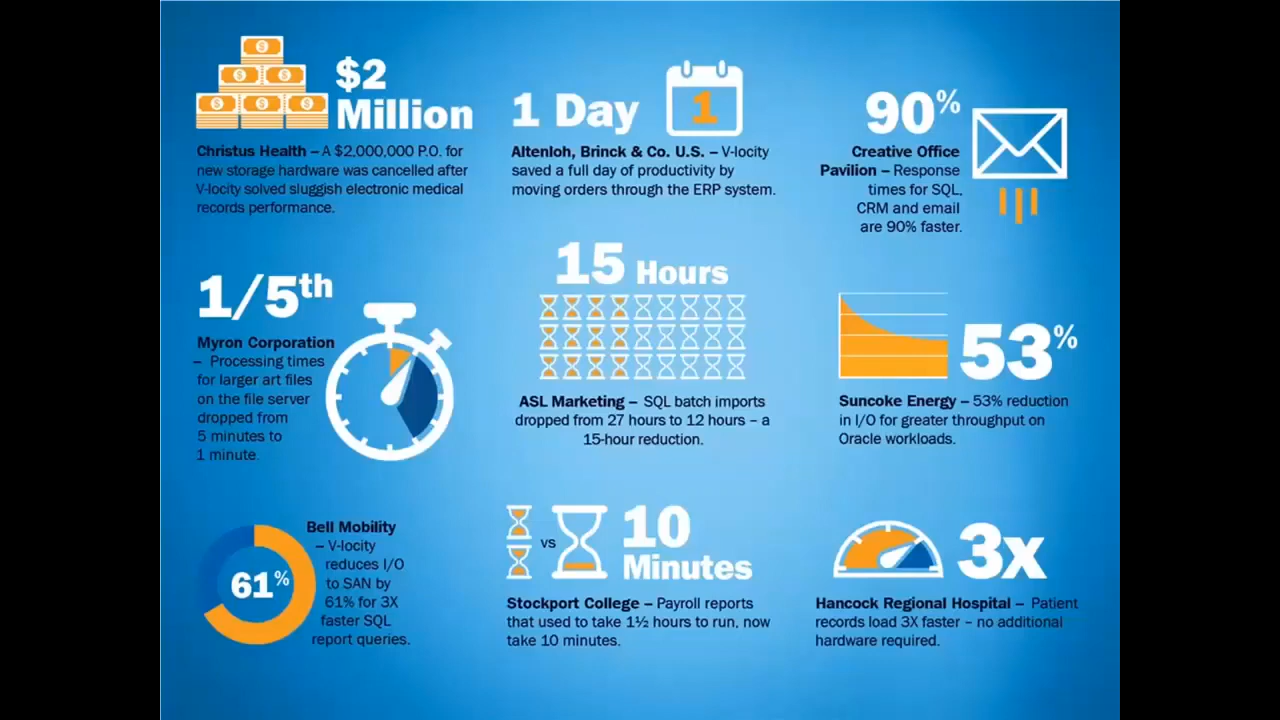 $2
Million
Christus Health – A $2,000,000 P.O. for
new storage hardware was cancelled after
V-locity solved sluggish electronic medical
records performance.
1 Day
1
Altenloh, Brinck & Co. U.S. – V-locity
saved a full day of productivity by
moving orders through the ERP system.
90%
Creative Office
Pavilion – Response
times for SQL,
CRM and email
are 90% faster.
1/5th
Myron Corporation
– Processing times
for larger art files
on the file server
dropped from
5 minutes to
1 minute.
15 Hours
ASL Marketing – SQL batch imports
dropped from 27 hours to 12 hours – a
15-hour reduction.
53%
Suncoke Energy – 53% reduction
in I/O for greater throughput on
Oracle workloads.
61%
Bell Mobility
– V-locity
reduces I/O
to SAN by
61% for 3X
faster SQL
report queries.
vs
10
Minutes
Stockport College – Payroll reports
that used to take 1½ hours to run, now
take 10 minutes.
3x
Hancock Regional Hospital – Patient
records load 3X faster – no additional
hardware required.